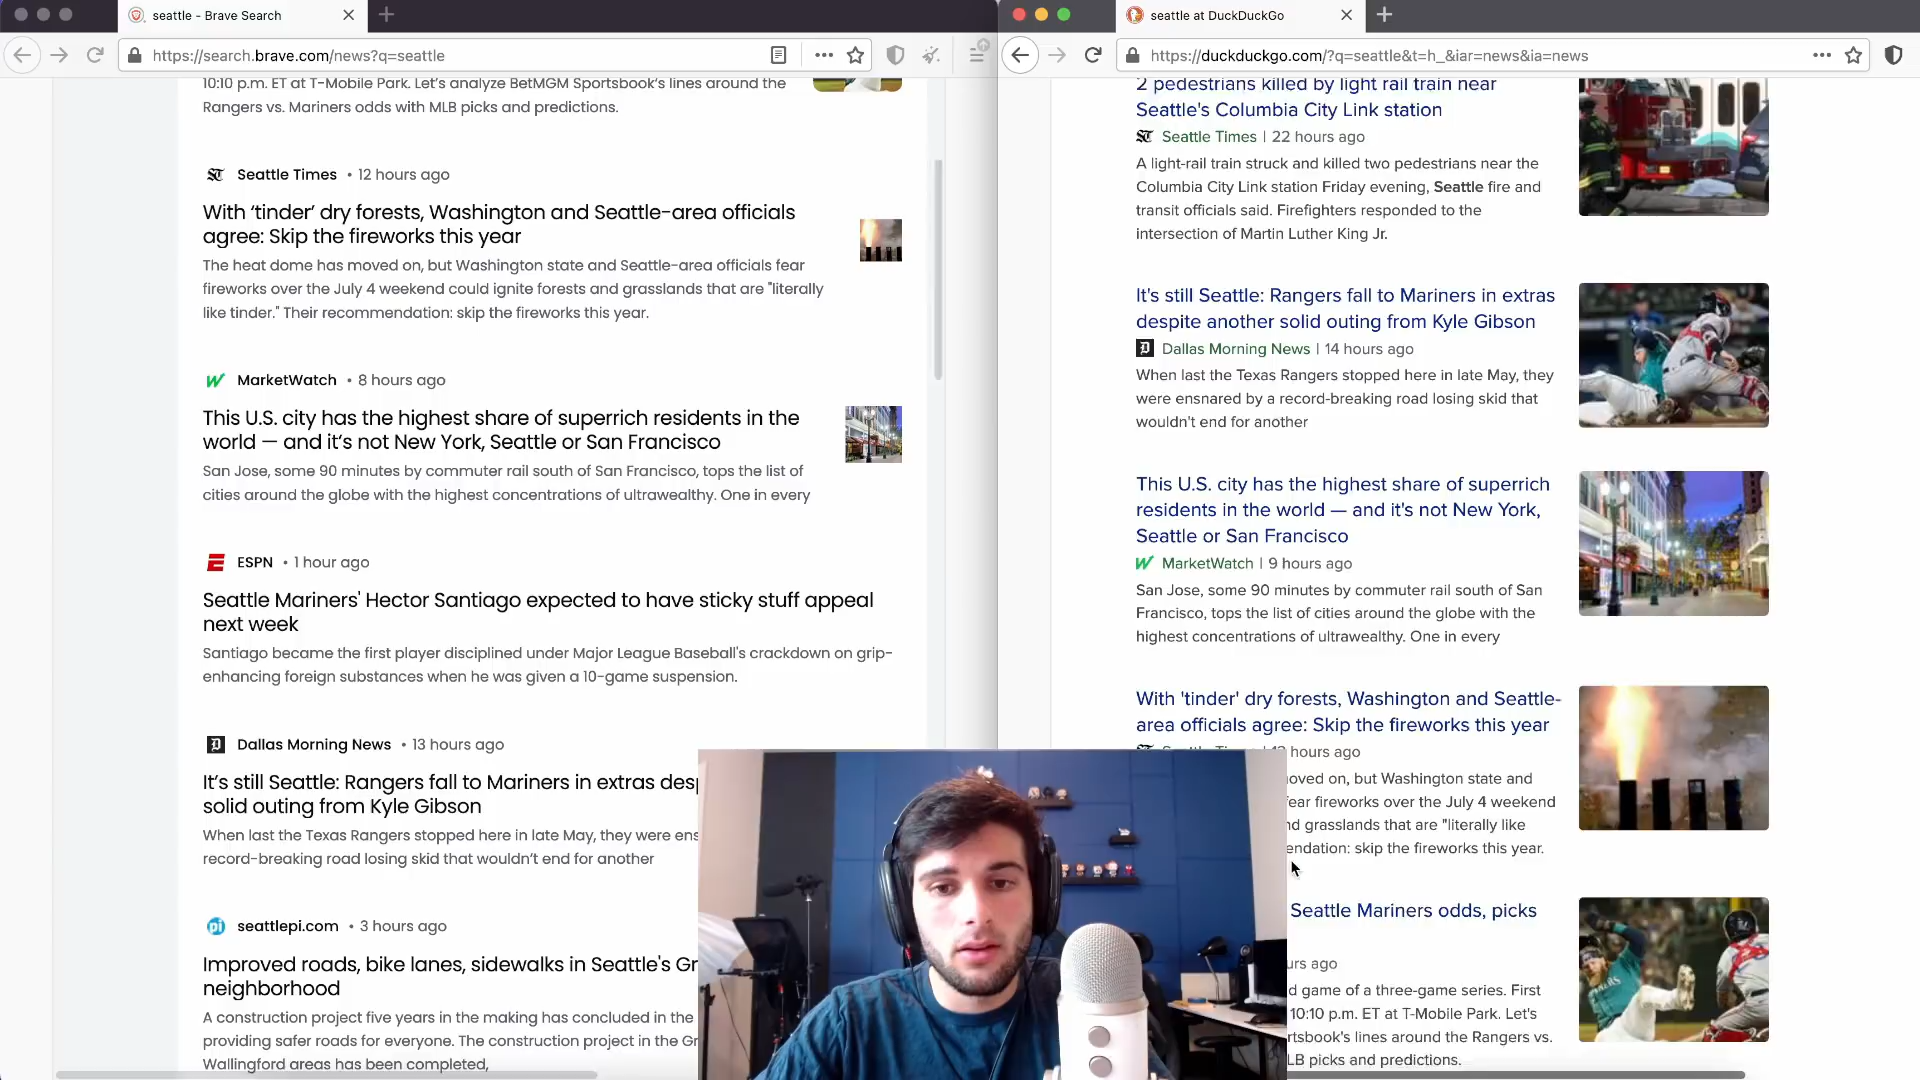 seattle - Brave Search
https://search.brave.com/news?q=seattle
10:10 p.m. ET at T-Mobile Park. Let's analyze BetMGM Sportsbook's lines around the
Rangers vs. Mariners odds with MLB picks and predictions.
Seattle Times • 12 hours ago
With ‘tinder’ dry forests, Washington and Seattle-area officials
agree: Skip the fireworks this year
The heat dome has moved on, but Washington state and Seattle-area officials fear
fireworks over the July 4 weekend could ignite forests and grasslands that are "literally
like tinder." Their recommendation: skip the fireworks this year.
MarketWatch • 8 hours ago
This U.S. city has the highest share of superrich residents in the
world — and it’s not New York, Seattle or San Francisco
San Jose, some 90 minutes by commuter rail south of San Francisco, tops the list of
cities around the globe with the highest concentrations of ultrawealthy. One in every
ESPN • 1 hour ago
Seattle Mariners' Hector Santiago expected to have sticky stuff appeal
next week
Santiago became the first player disciplined under Major League Baseball's crackdown on grip-
enhancing foreign substances when he was given a 10-game suspension.
Dallas Morning News • 13 hours ago
It’s still Seattle: Rangers fall to Mariners in extras
solid outing from Kyle Gibson
When last the Texas Rangers stopped here in late May, they were
record-breaking road losing skid that wouldn’t end for another
pi seattlepi.com • 3 hours ago
Improved roads, bike lanes, sidewalks in Seattle's
neighborhood
A construction project five years in the making has concluded in the
providing safer roads for everyone. The construction project in the
Wallingford areas has been completed,
seattle at DuckDuckGo
https://duckduckgo.com/?q=seattle&t=h_&iar=news&ia=news
2 pedestrians killed by light rail train near
Seattle's Columbia City Link station
Seattle Times | 22 hours ago
A light-rail train struck and killed two pedestrians near the
Columbia City Link station Friday evening, Seattle fire and
transit officials said. Firefighters responded to the
intersection of Martin Luther King Jr.
It's still Seattle: Rangers fall to Mariners in extras
despite another solid outing from Kyle Gibson
Dallas Morning News | 14 hours ago
When last the Texas Rangers stopped here in late May, they
were ensnared by a record-breaking road losing skid that
wouldn't end for another
This U.S. city has the highest share of superrich
residents in the world — and it's not New York,
Seattle or San Francisco
MarketWatch | 9 hours ago
San Jose, some 90 minutes by commuter rail south of San
Francisco, tops the list of cities around the globe with the
highest concentrations of ultrawealthy. One in every
With 'tinder' dry forests, Washington and Seattle-
area officials agree: Skip the fireworks this year
hours ago
on, but Washington state and
fireworks over the July 4 weekend
grasslands that are "literally like
skip the fireworks this year.
Seattle Mariners odds, picks
ago
game of a three-game series. First
10:10 p.m. ET at T-Mobile Park. Let's
lines around the Rangers vs.
picks and predictions.